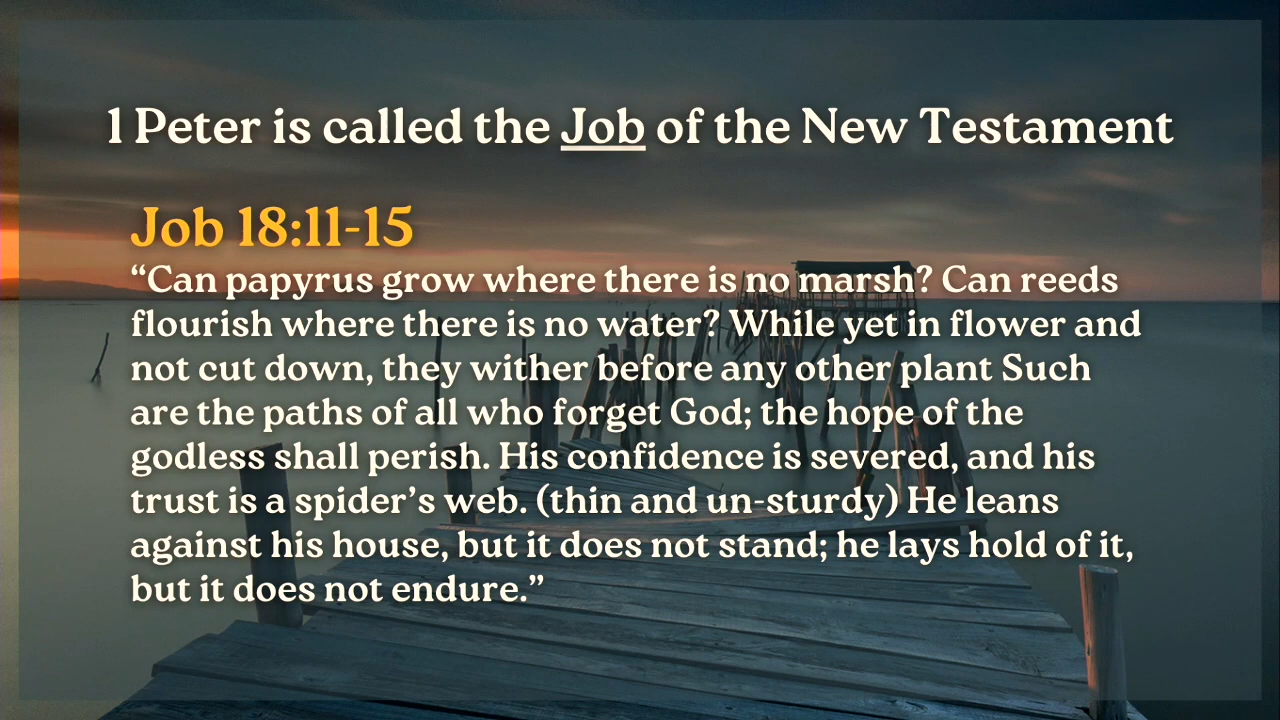 1 Peter is called the Job of the New Testament
Job 18:11-15
“Can papyrus grow where there is no marsh? Can reeds
flourish where there is no water? While yet in flower and
not cut down, they wither before any other plant Such
are the paths of all who forget God; the hope of the
godless shall perish. His confidence is severed, and his
trust is a spider’s web. (thin and un-sturdy) He leans
against his house, but it does not stand; he lays hold of it,
but it does not endure.”